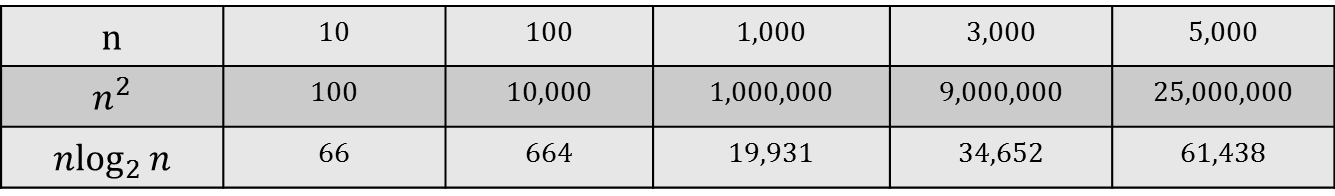 n 10 100 1,000 3,000 5,000
n² 100 10,000 1,000,000 9,000,000 25,000,000
nlog₂ n 66 664 19,931 34,652 61,438